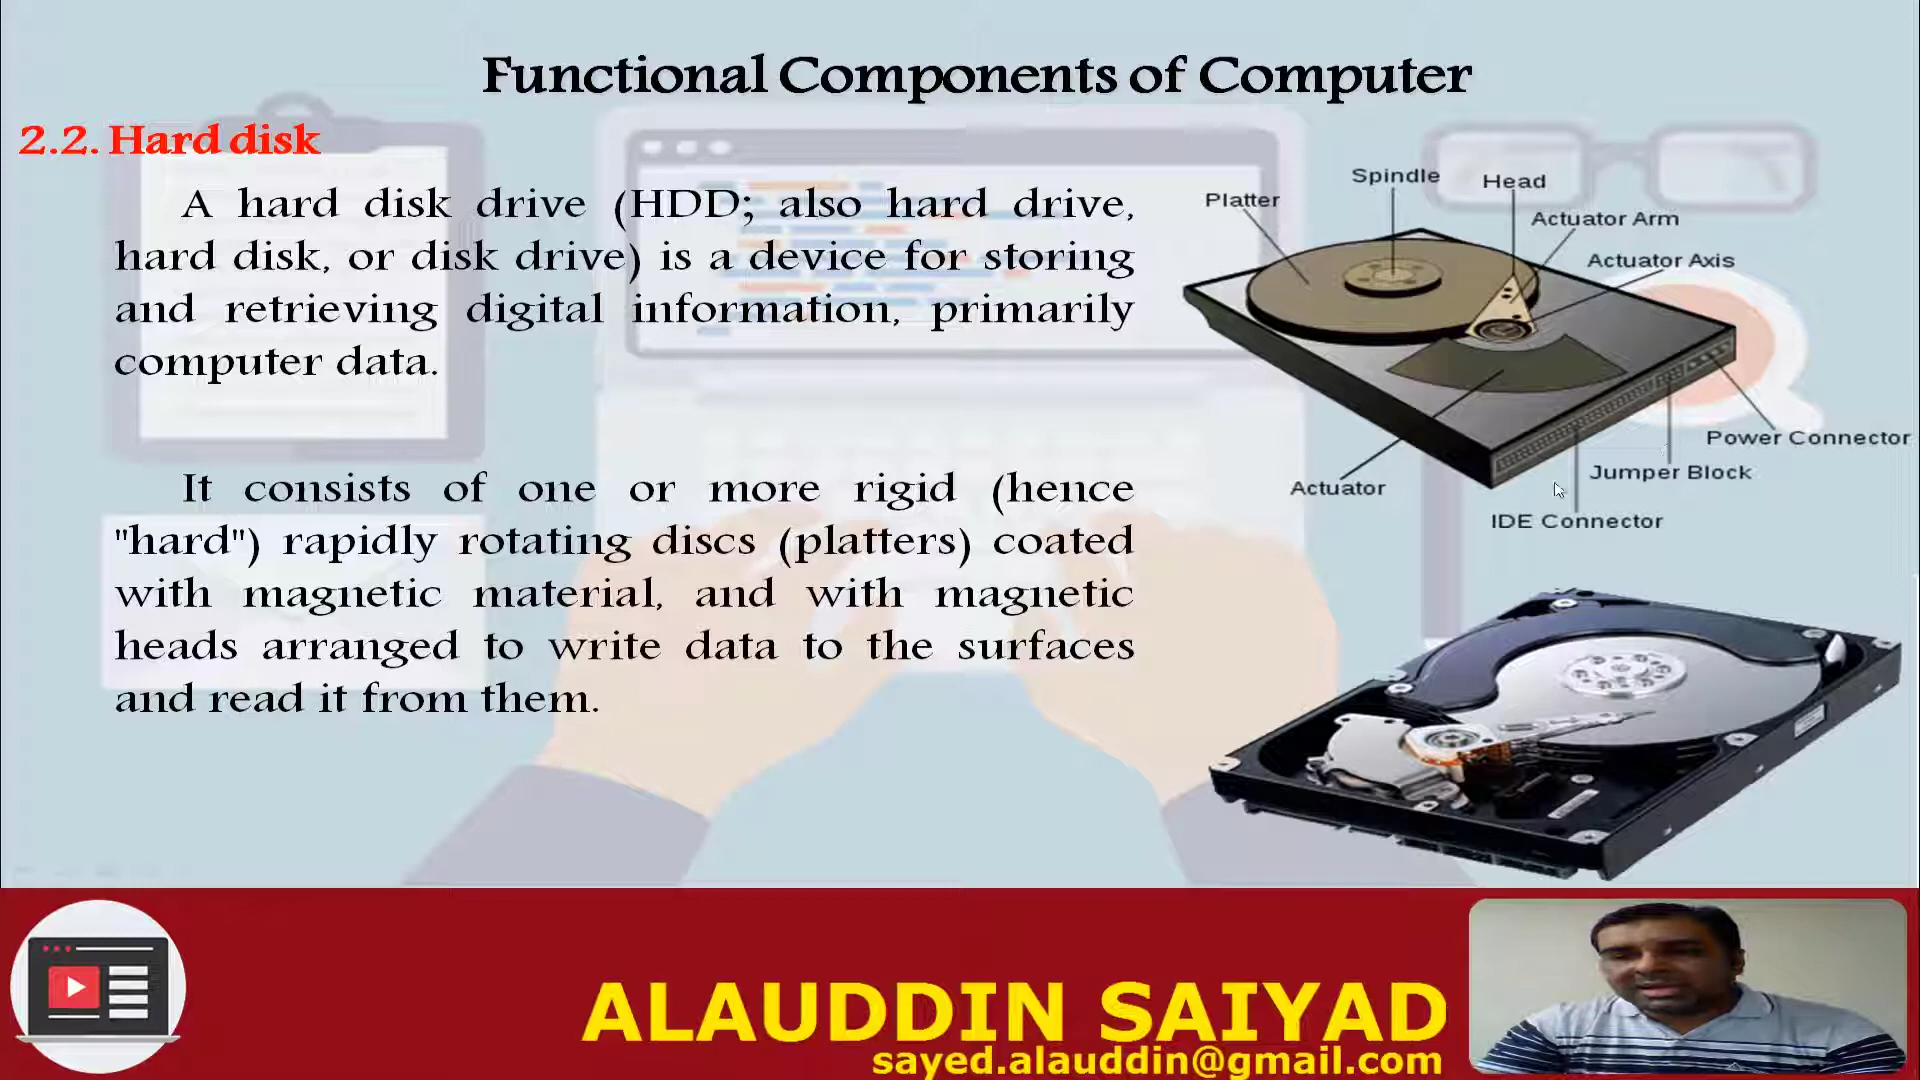 Functional Components of Computer
2.2. Hard disk
A hard disk drive (HDD; also hard drive,
hard disk, or disk drive) is a device for storing
and retrieving digital information, primarily
computer data.
It consists of one or more rigid (hence
"hard") rapidly rotating discs (platters) coated
with magnetic material, and with magnetic
heads arranged to write data to the surfaces
and read it from them.
Spindle
Head
Platter
Actuator Arm
Actuator Axis
Power Connector
Jumper Block
Actuator
IDE Connector
ALAUDDIN SAIYAD
sayed.alauddin@gmail.com